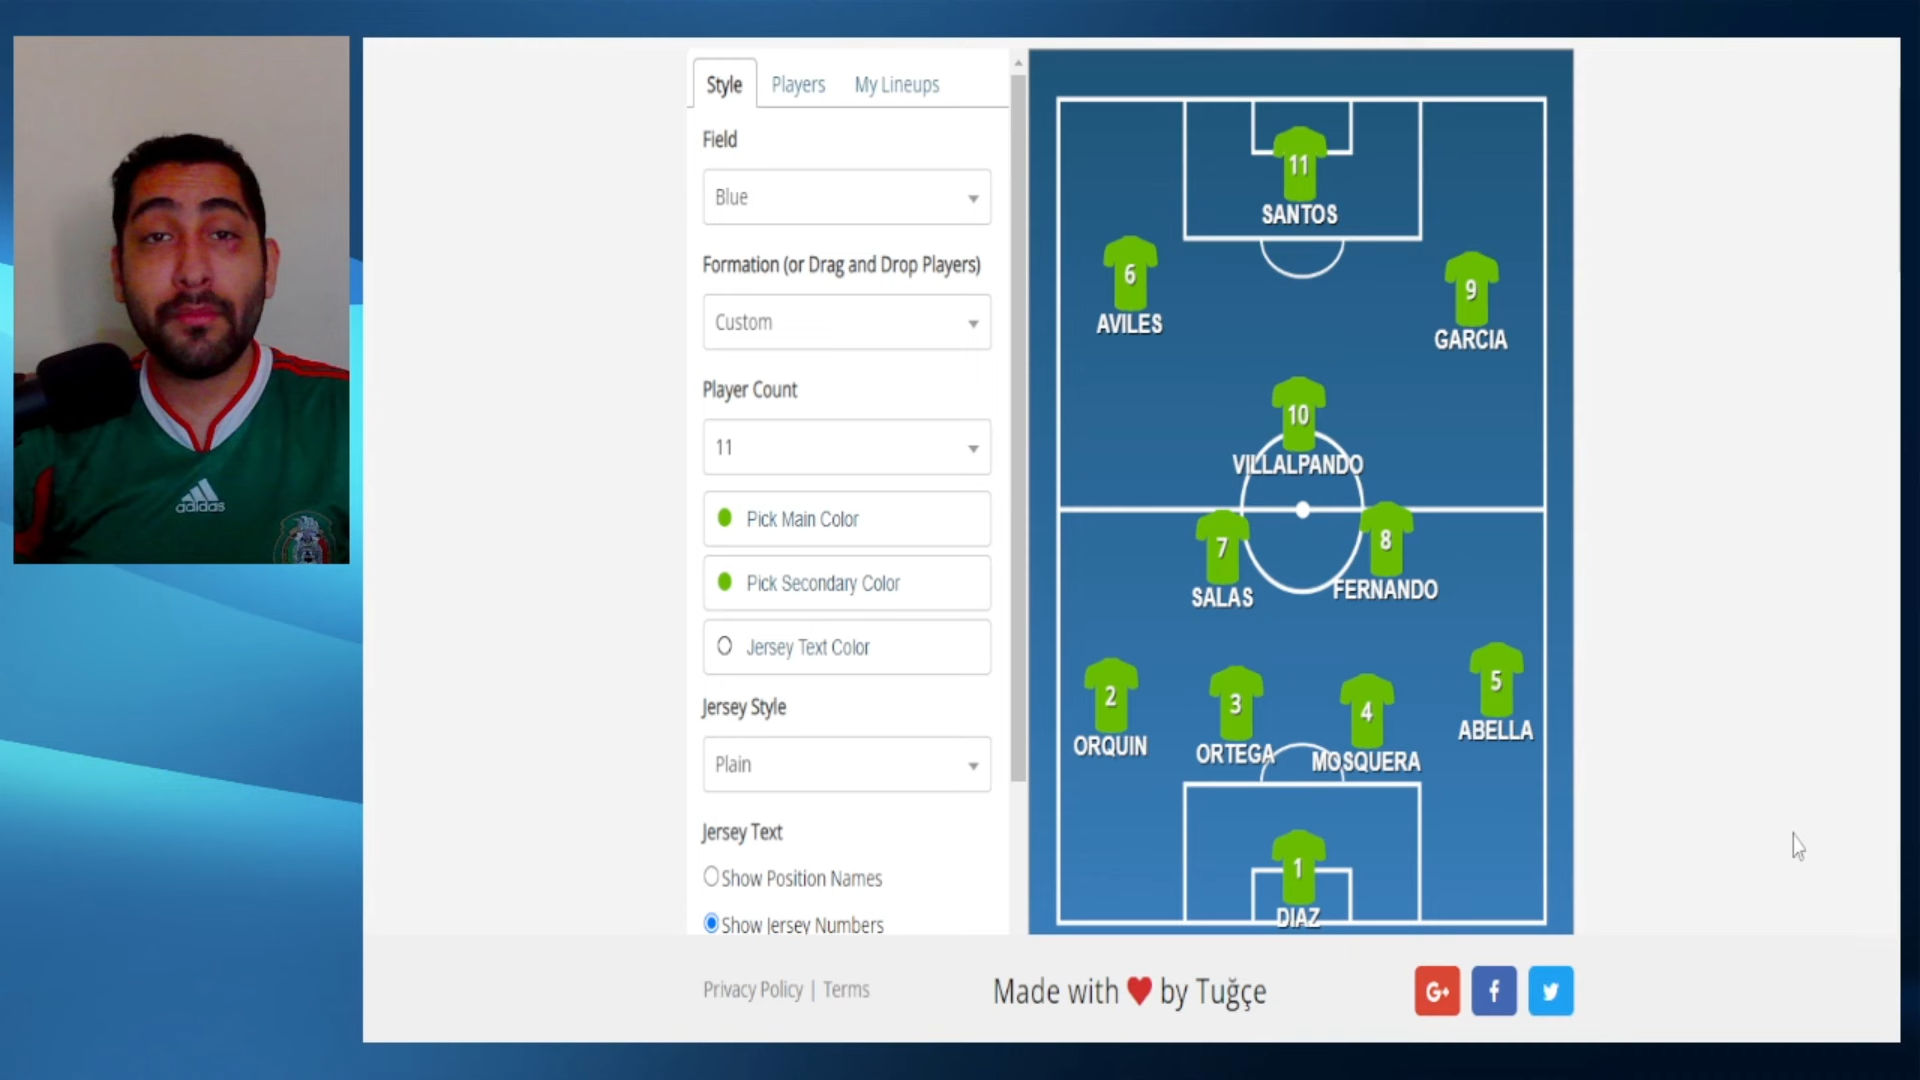 adidas
Style
Players
My Lineups
Field
Blue
Formation (or Drag and Drop Players)
Custom
Player Count
11
Pick Main Color
Pick Secondary Color
Jersey Text Color
Jersey Style
Plain
Jersey Text
Show Position Names
Show Jersey Numbers
11
SANTOS
6
AVILES
9
GARCIA
10
VILLALPANDO
7
SALAS
8
FERNANDO
2
ORQUIN
3
ORTEGA
4
MOSQUERA
5
ABELLA
1
DIAZ
Privacy Policy | Terms
Made with ♥ by Tuğçe
G+
f